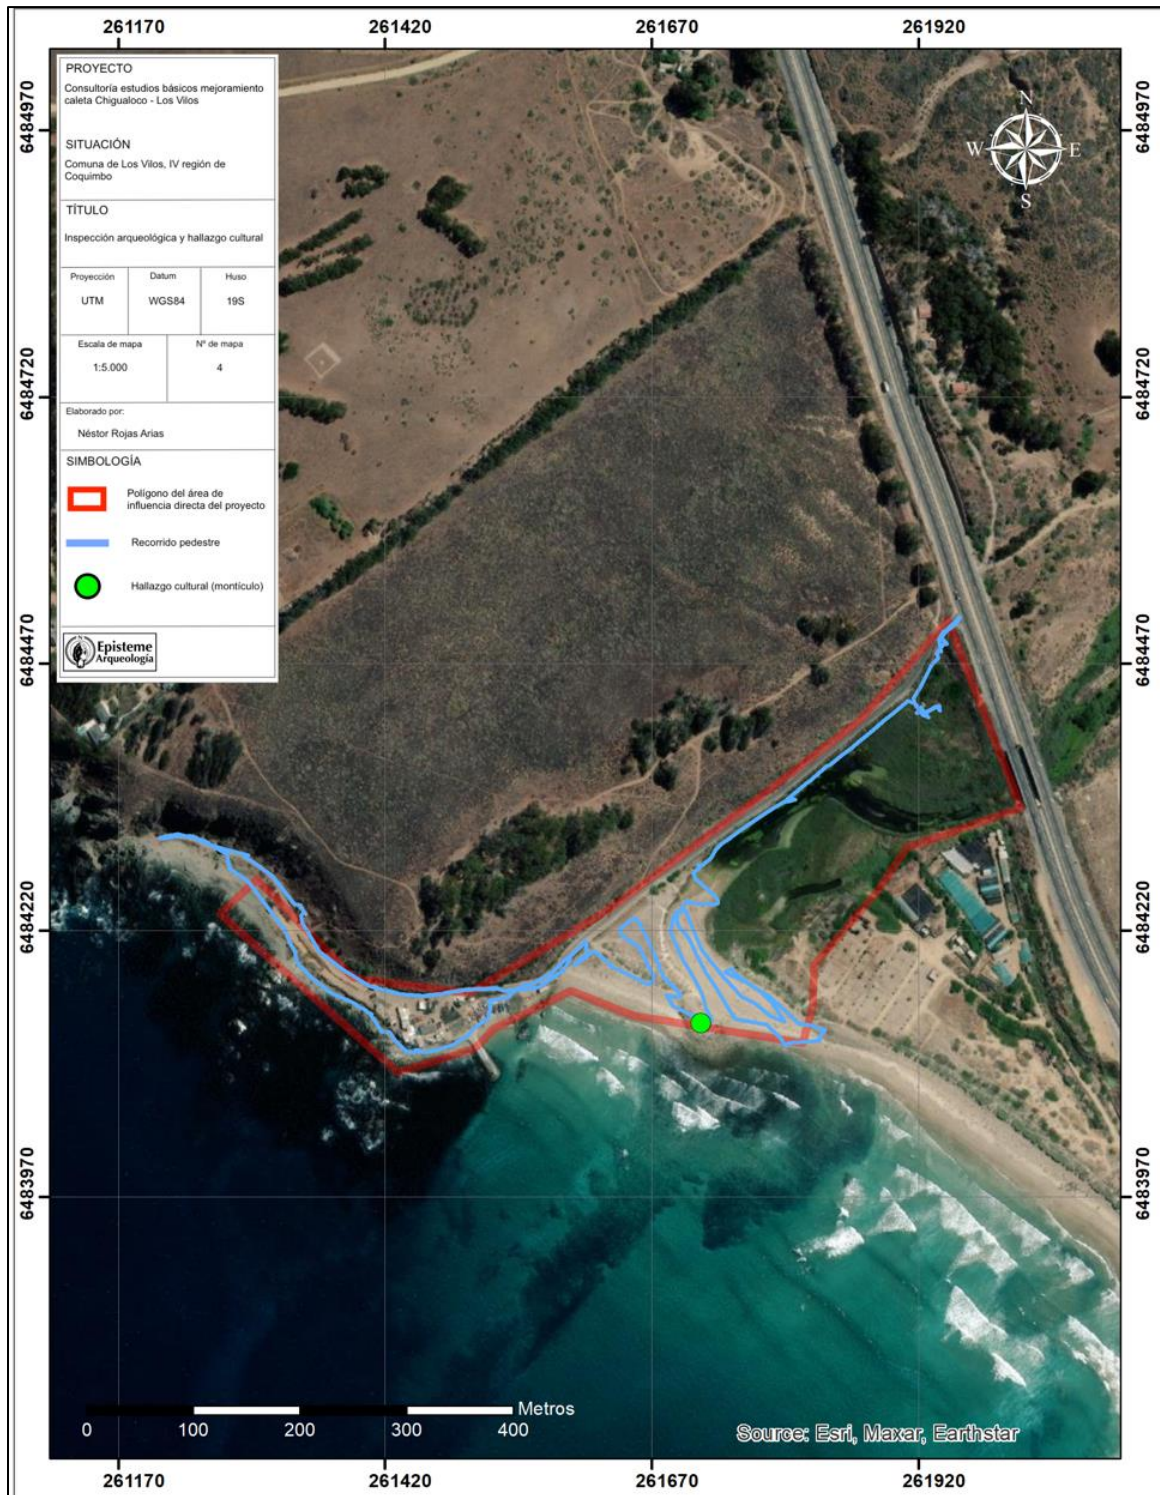 261170 261420 261670 261920
PROYECTO
Consultoría estudios básicos mejoramiento
caleta Chigualoco - Los Vilos
SITUACIÓN
Comuna de Los Vilos, IV región de
Coquimbo
TÍTULO
Inspección arqueológica y hallazgo cultural
Proyección Datum Huso
UTM WGS84 19S
Escala de mapa Nº de mapa
1:5.000 4
Elaborado por:
Néstor Rojas Arias
SIMBOLOGÍA
Polígono del área de
influencia directa del proyecto
Recorrido pedestre
Hallazgo cultural (montículo)
Episteme
Arqueología
N
W E
S
6484970 6484970
6484720 6484720
6484470 6484470
6484220 6484220
6483970 6483970
Metros
0 100 200 300 400
Source: Esri, Maxar, Earthstar
261170 261420 261670 261920